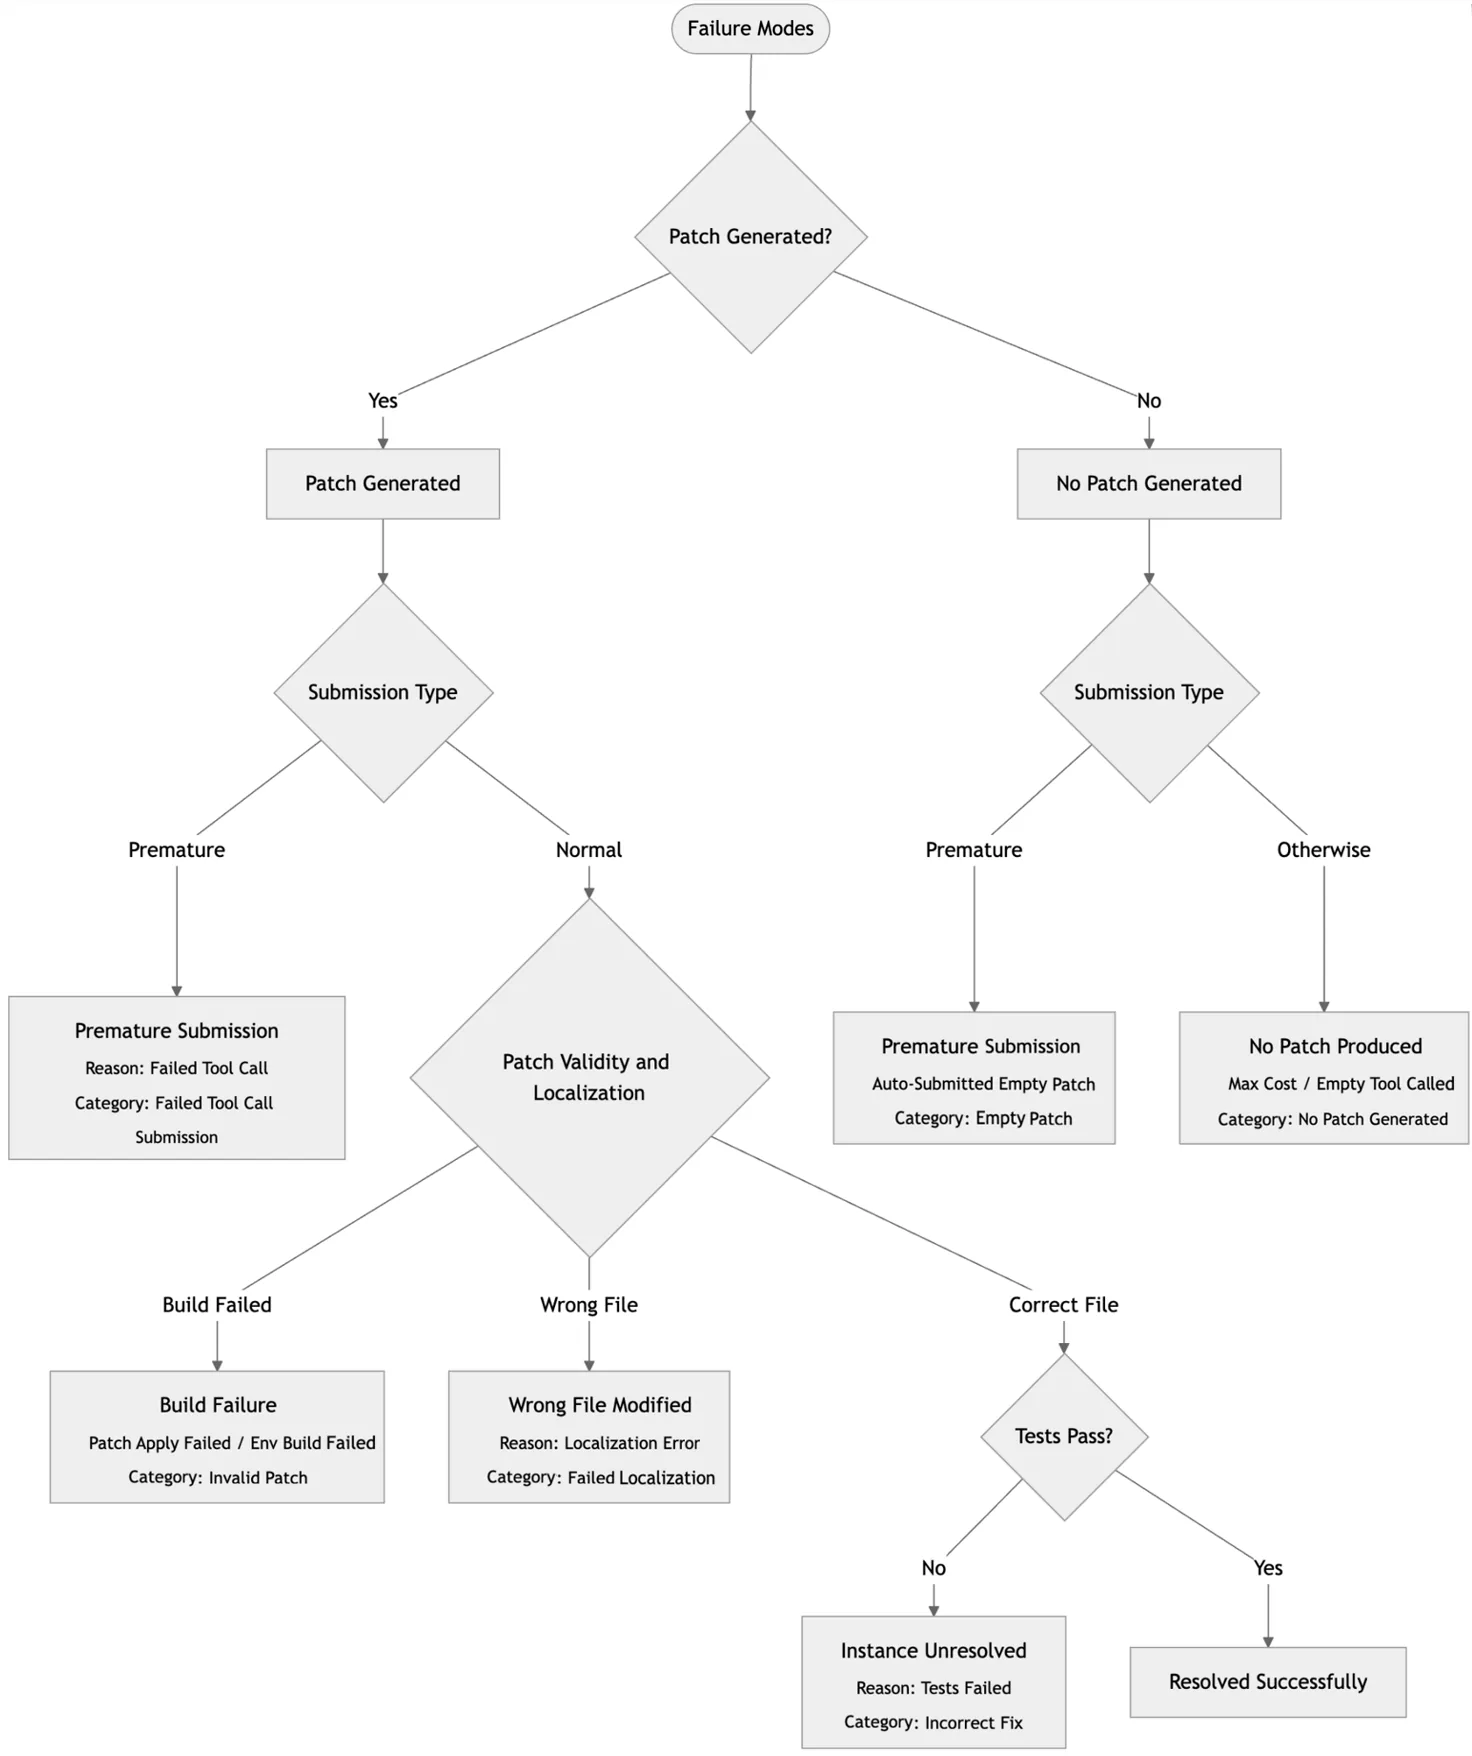 Failure Modes
Patch Generated?
Yes
No
Patch Generated
No Patch Generated
Submission Type
Submission Type
Premature
Normal
Premature
Otherwise
Premature Submission
Reason: Failed Tool Call
Category: Failed Tool Call
Submission
Patch Validity and
Localization
Premature Submission
Auto-Submitted Empty Patch
Category: Empty Patch
No Patch Produced
Max Cost / Empty Tool Called
Category: No Patch Generated
Build Failed
Wrong File
Correct File
Build Failure
Patch Apply Failed / Env Build Failed
Category: Invalid Patch
Wrong File Modified
Reason: Localization Error
Category: Failed Localization
Tests Pass?
No
Yes
Instance Unresolved
Reason: Tests Failed
Category: Incorrect Fix
Resolved Successfully